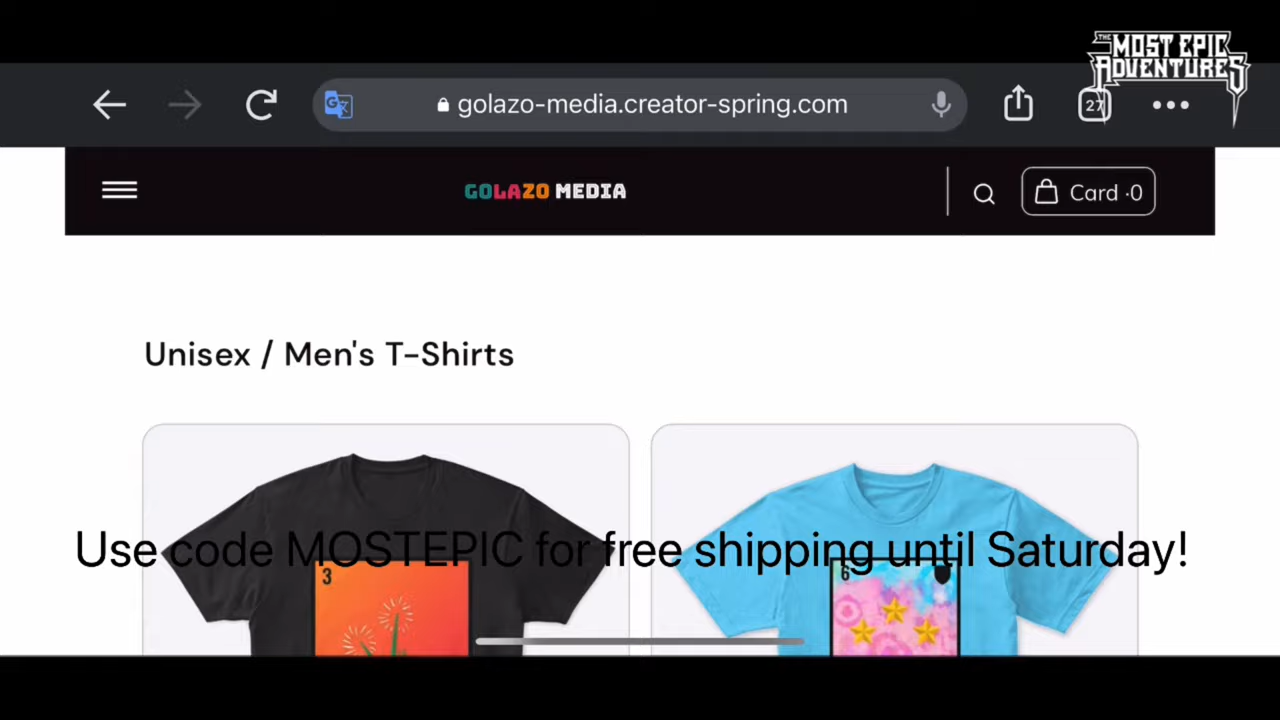 THE
MOST EPIC
ADVENTURES
golazo-media.creator-spring.com
27
GOLAZO MEDIA
Card ·0
Unisex / Men's T-Shirts
Use code MOSTEPIC for free shipping until Saturday!
3
6